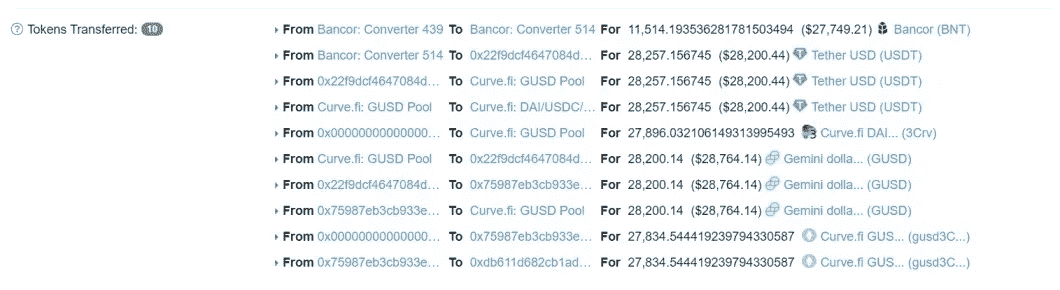 Tokens Transferred: 10
From Bancor: Converter 439 To Bancor: Converter 514 For 11,514.193536281781503494 ($27,749.21) Bancor (BNT)
From Bancor: Converter 514 To 0x22f9dcf4647084d... For 28,257.156745 ($28,200.44) Tether USD (USDT)
From 0x22f9dcf4647084d... To Curve.fi: GUSD Pool For 28,257.156745 ($28,200.44) Tether USD (USDT)
From Curve.fi: GUSD Pool To Curve.fi: DAI/USDC/... For 28,257.156745 ($28,200.44) Tether USD (USDT)
From 0x00000000000000... To Curve.fi: GUSD Pool For 27,896.032106149313995493 Curve.fi DAI... (3Crv)
From Curve.fi: GUSD Pool To 0x22f9dcf4647084d... For 28,200.14 ($28,764.14) Gemini dolla... (GUSD)
From 0x22f9dcf4647084d... To 0x75987eb3cb933e... For 28,200.14 ($28,764.14) Gemini dolla... (GUSD)
From 0x75987eb3cb933e... To Curve.fi: GUSD Pool For 28,200.14 ($28,764.14) Gemini dolla... (GUSD)
From 0x00000000000000... To 0x75987eb3cb933e... For 27,834.544419239794330587 Curve.fi GUS... (gusd3C...)
From 0x75987eb3cb933e... To 0xdb611d682cb1ad... For 27,834.544419239794330587 Curve.fi GUS... (gusd3C...)